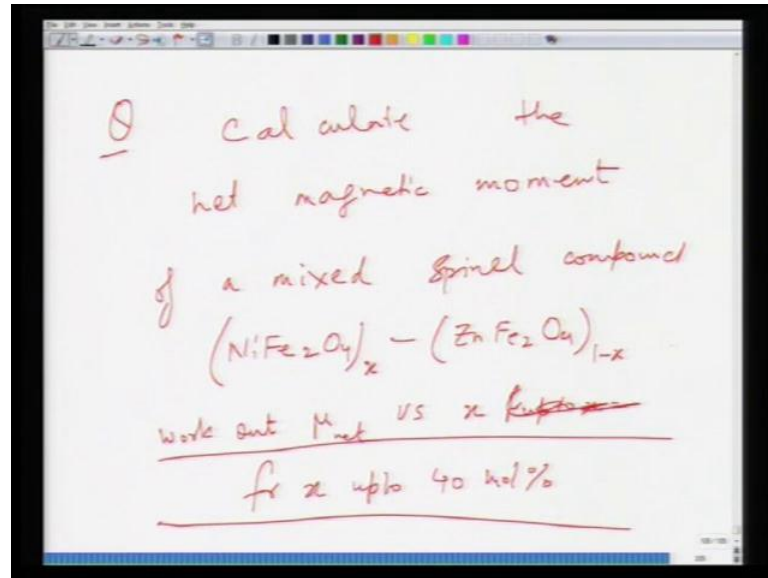 Q Calculate the
net magnetic moment
of a mixed spinel compound
(NiFe2O4)x - (ZnFe2O4)1-x
work out μnet vs x
for x upto 40 mol%